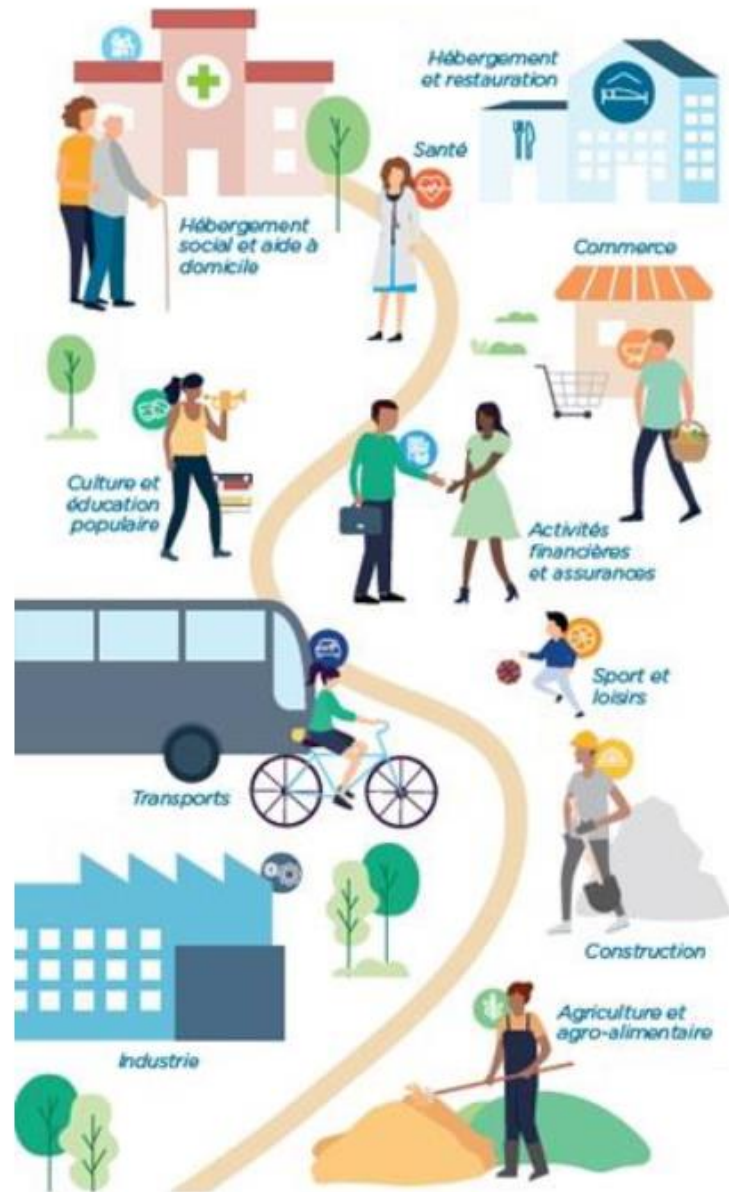 Hébergement
et restauration
Santé
Hébergement
social et aide à
domicile
Commerce
Culture et
éducation
populaire
Activités
financières
et assurances
Sport et
loisirs
Transports
Construction
Agriculture et
agro-alimentaire
Industrie